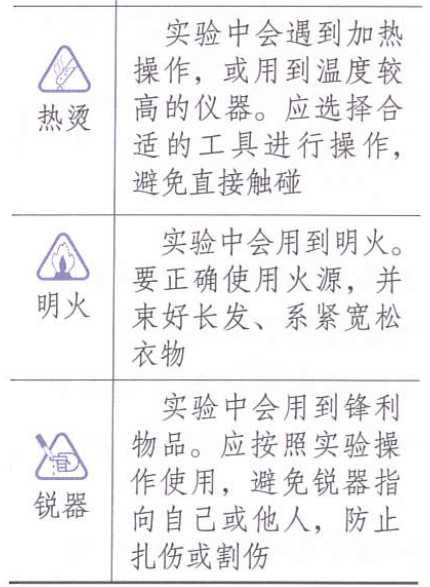 热烫
实验中会遇到加热
操作，或用到温度较
高的仪器。应选择合
适的工具进行操作，
避免直接触碰
明火
实验中会用到明火。
要正确使用火源，并
束好长发、系紧宽松
衣物
锐器
实验中会用到锋利
物品。应按照实验操
作使用，避免锐器指
向自己或他人，防止
扎伤或割伤